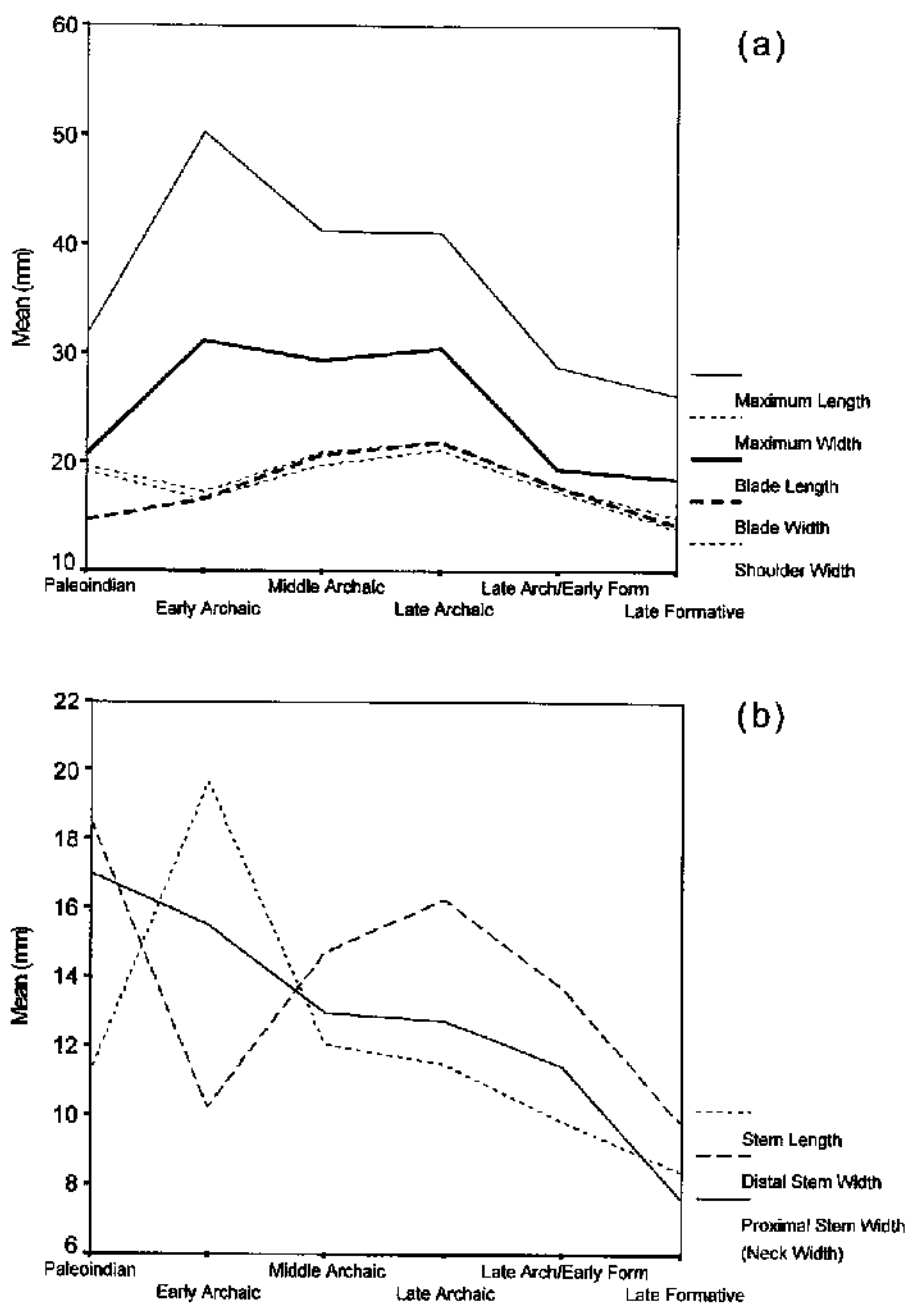 (a)
60
50
40
30
20
10
Mean (mm)
Maximum Length
Maximum Width
Blade Length
Blade Width
Shoulder Width
Paleoindian
Middle Archaic
Late Arch/Early Form
Early Archaic
Late Archaic
Late Formative
(b)
22
20
18
16
14
12
10
8
6
Mean (mm)
Stem Length
Distal Stem Width
Proximal Stem Width
(Neck Width)
Paleoindian
Middle Archaic
Late Arch/Early Form
Early Archaic
Late Archaic
Late Formative